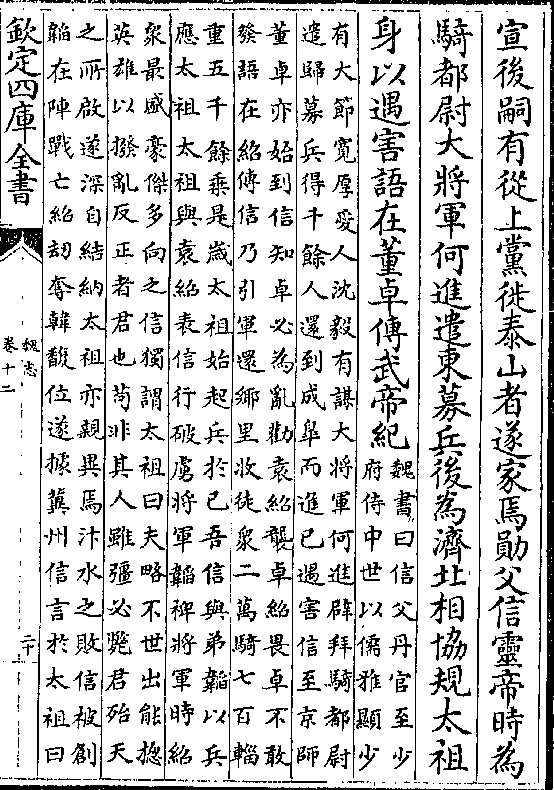 宣後嗣有從上黨徙泰山者遂家焉勛父信靈帝時為
騎都尉大將軍何進遣東募兵後為濟北相協規太祖
身以遇害語在董卓傳武帝紀
魏書曰信父丹官至少
府侍中世以儒雅顯少
有大節寛厚愛人沈毅有謀大將軍何進辟拜騎都尉
遣歸募兵得千餘人還到成臯而進已遇害信至京師
董卓亦始到信知卓必為亂勸袁紹襲卓紹畏卓不敢
發語在紹傳信乃引軍還鄉里收徒衆二萬騎七百輜
重五千餘乘是歲太祖始起兵於己吾信與弟韜以兵
應太祖太祖與袁紹表信行破虜將軍韜裨將軍時紹
衆最盛豪傑多向之信獨謂太祖曰夫略不世出能揔
英雄以撥亂反正者君也茍非其人雖彊必斃君殆天
之所啟遂深自結納太祖亦親異焉汴水之敗信被創
韜在陣戰亡紹刼奪韓馥位遂據冀州信言於太祖曰
欽定四庫全書
魏志
卷十二
二十